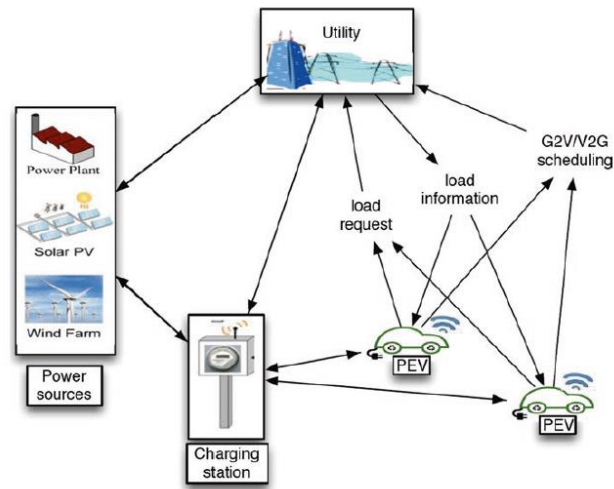 Utility
G2V/V2G
scheduling
Power Plant
load
information
load
request
Solar PV
Wind Farm
Power
sources
PEV
PEV
Charging
station